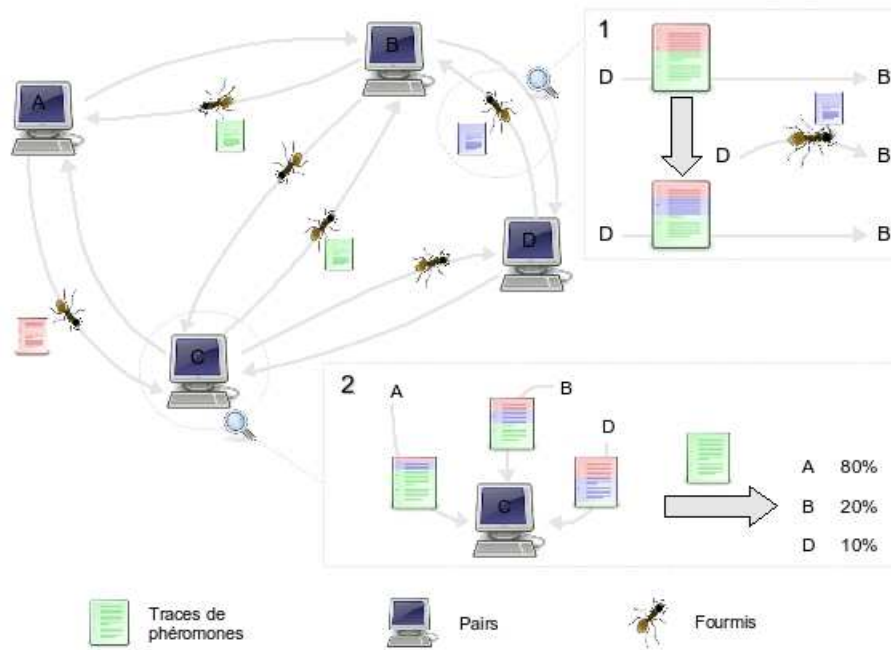 1
B
D
B
A
D
B
D
D
B
C
2
A
B
D
A 80%
C
B 20%
D 10%
Traces de
phéromones
Pairs
Fourmis